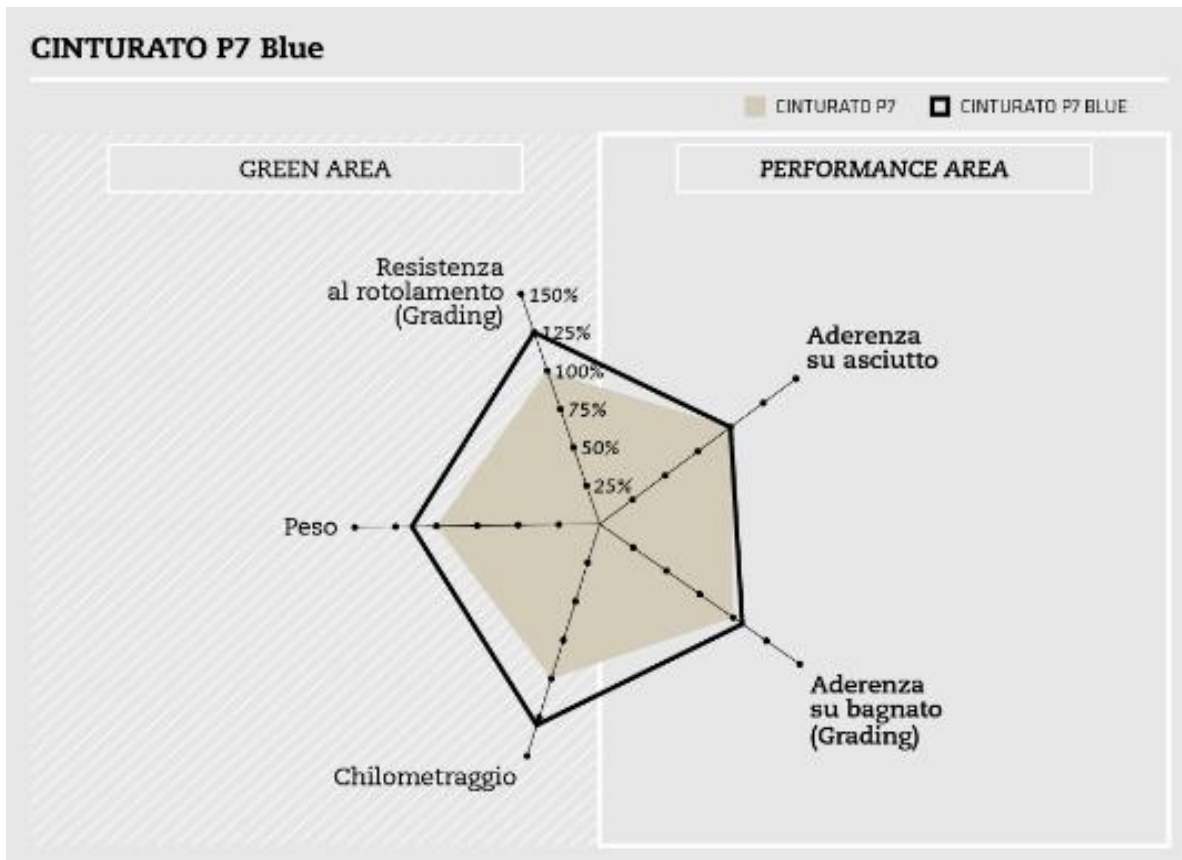 CINTURATO P7 Blue
CINTURATO P7
CINTURATO P7 BLUE
GREEN AREA
PERFORMANCE AREA
Resistenza
al rotolamento
(Grading)
150%
125%
100%
75%
50%
25%
Aderenza
su asciutto
Peso
Aderenza
su bagnato
(Grading)
Chilometraggio